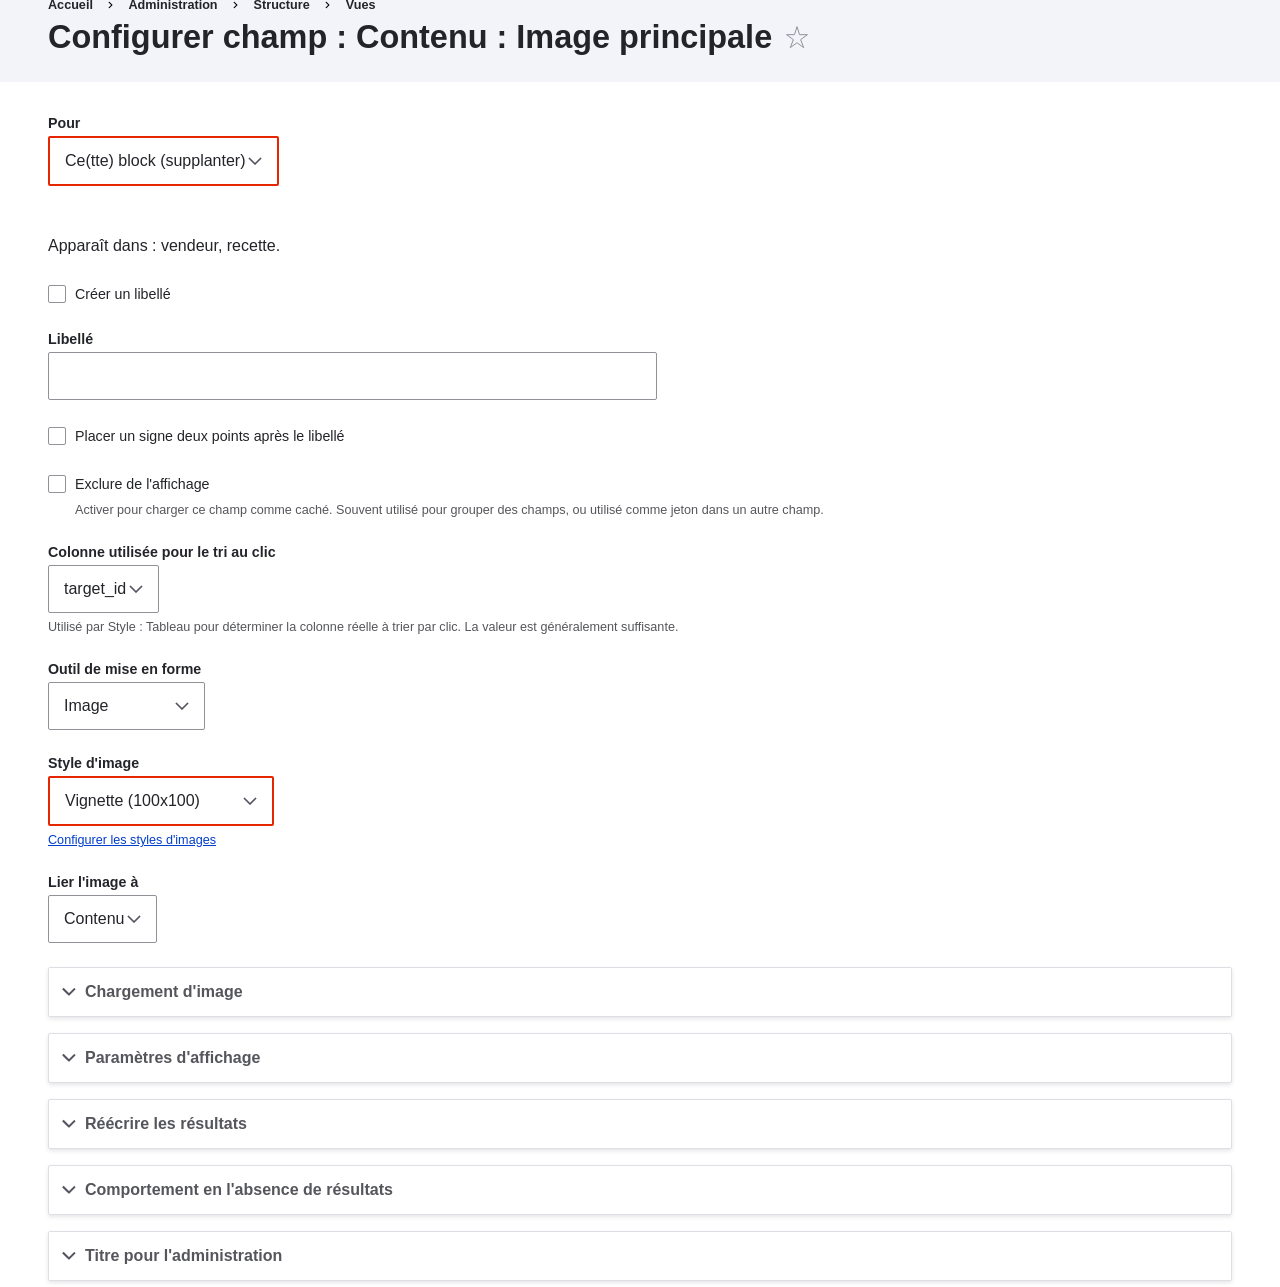 Accueil > Administration > Structure > Vues
Configurer champ : Contenu : Image principale
Pour
Ce(tte) block (supplanter)
Apparaît dans : vendeur, recette.
Créer un libellé
Libellé
Placer un signe deux points après le libellé
Exclure de l'affichage
Activer pour charger ce champ comme caché. Souvent utilisé pour grouper des champs, ou utilisé comme jeton dans un autre champ.
Colonne utilisée pour le tri au clic
target_id
Utilisé par Style : Tableau pour déterminer la colonne réelle à trier par clic. La valeur est généralement suffisante.
Outil de mise en forme
Image
Style d'image
Vignette (100x100)
Configurer les styles d'images
Lier l'image à
Contenu
Chargement d'image
Paramètres d'affichage
Réécrire les résultats
Comportement en l'absence de résultats
Titre pour l'administration